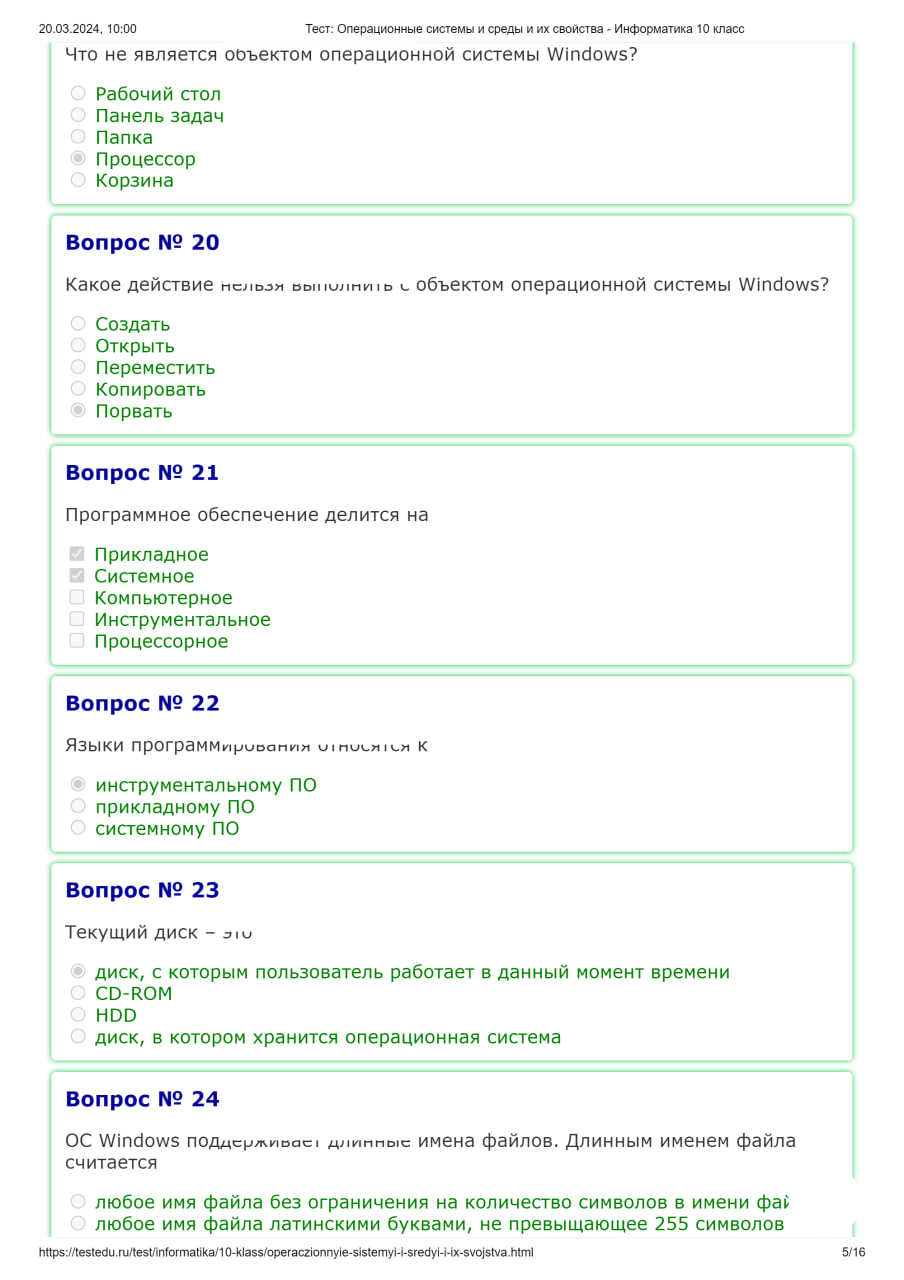 20.03.2024, 10:00 Тест: Операционные системы и среды и их свойства - Информатика 10 класс
Что не является объектом операционной системы Windows?
Рабочий стол
Панель задач
Папка
Процессор
Корзина
Вопрос № 20
Какое действие нельзя выполнить с объектом операционной системы Windows?
Создать
Открыть
Переместить
Копировать
Порвать
Вопрос № 21
Программное обеспечение делится на
Прикладное
Системное
Компьютерное
Инструментальное
Процессорное
Вопрос № 22
Языки программирования относятся к
инструментальному ПО
прикладному ПО
системному ПО
Вопрос № 23
Текущий диск – это
диск, с которым пользователь работает в данный момент времени
CD-ROM
HDD
диск, в котором хранится операционная система
Вопрос № 24
ОС Windows поддерживает длинные имена файлов. Длинным именем файла
считается
любое имя файла без ограничения на количество символов в имени
любое имя файла латинскими буквами, не превыщающее 255 символов
https://testedu.ru/test/informatika/10-klass/operaczionnyie-sistemyi-i-sredyi-i-ix-svojstva.html 5/16